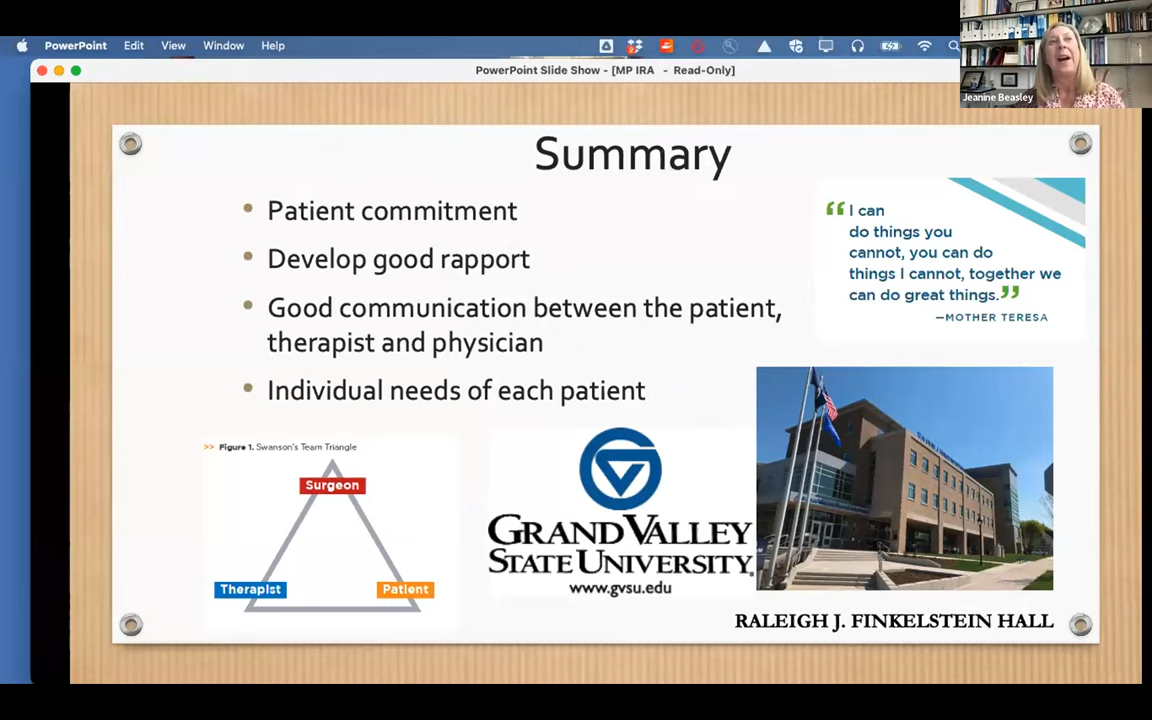 PowerPoint Edit View Window Help
PowerPoint Slide Show - [MP IRA - Read-Only]
Jeanine Beasley
Summary
• Patient commitment
• Develop good rapport
• Good communication between the patient,
therapist and physician
• Individual needs of each patient
“I can
do things you
cannot, you can do
things I cannot, together we
can do great things.”
—MOTHER TERESA
>> Figure 1. Swanson's Team Triangle
Surgeon
Therapist
Patient
GRAND VALLEY
STATE UNIVERSITY
www.gvsu.edu
RALEIGH J. FINKELSTEIN HALL